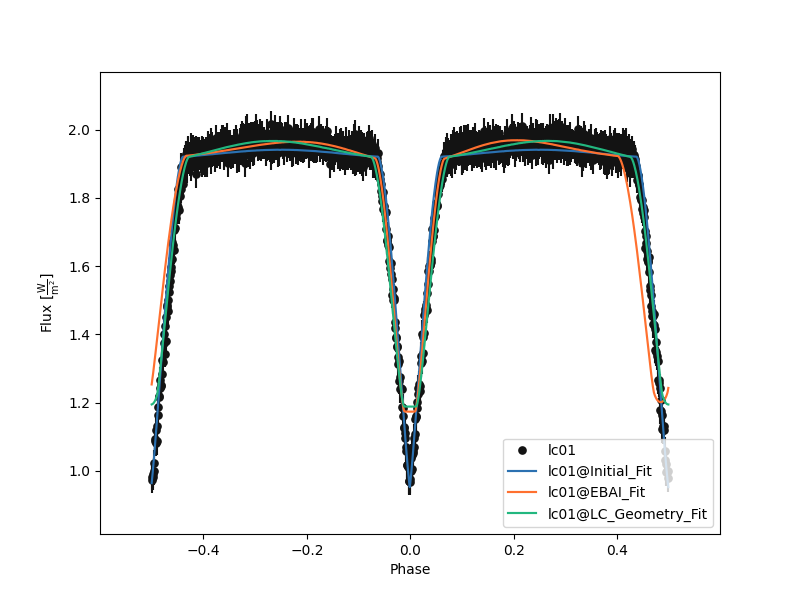 2.0
1.8
1.6
1.4
1.2
1.0
Flux [W/m²]
−0.4 −0.2 0.0 0.2 0.4
Phase
lc01
lc01@Initial_Fit
lc01@EBAI_Fit
lc01@LC_Geometry_Fit